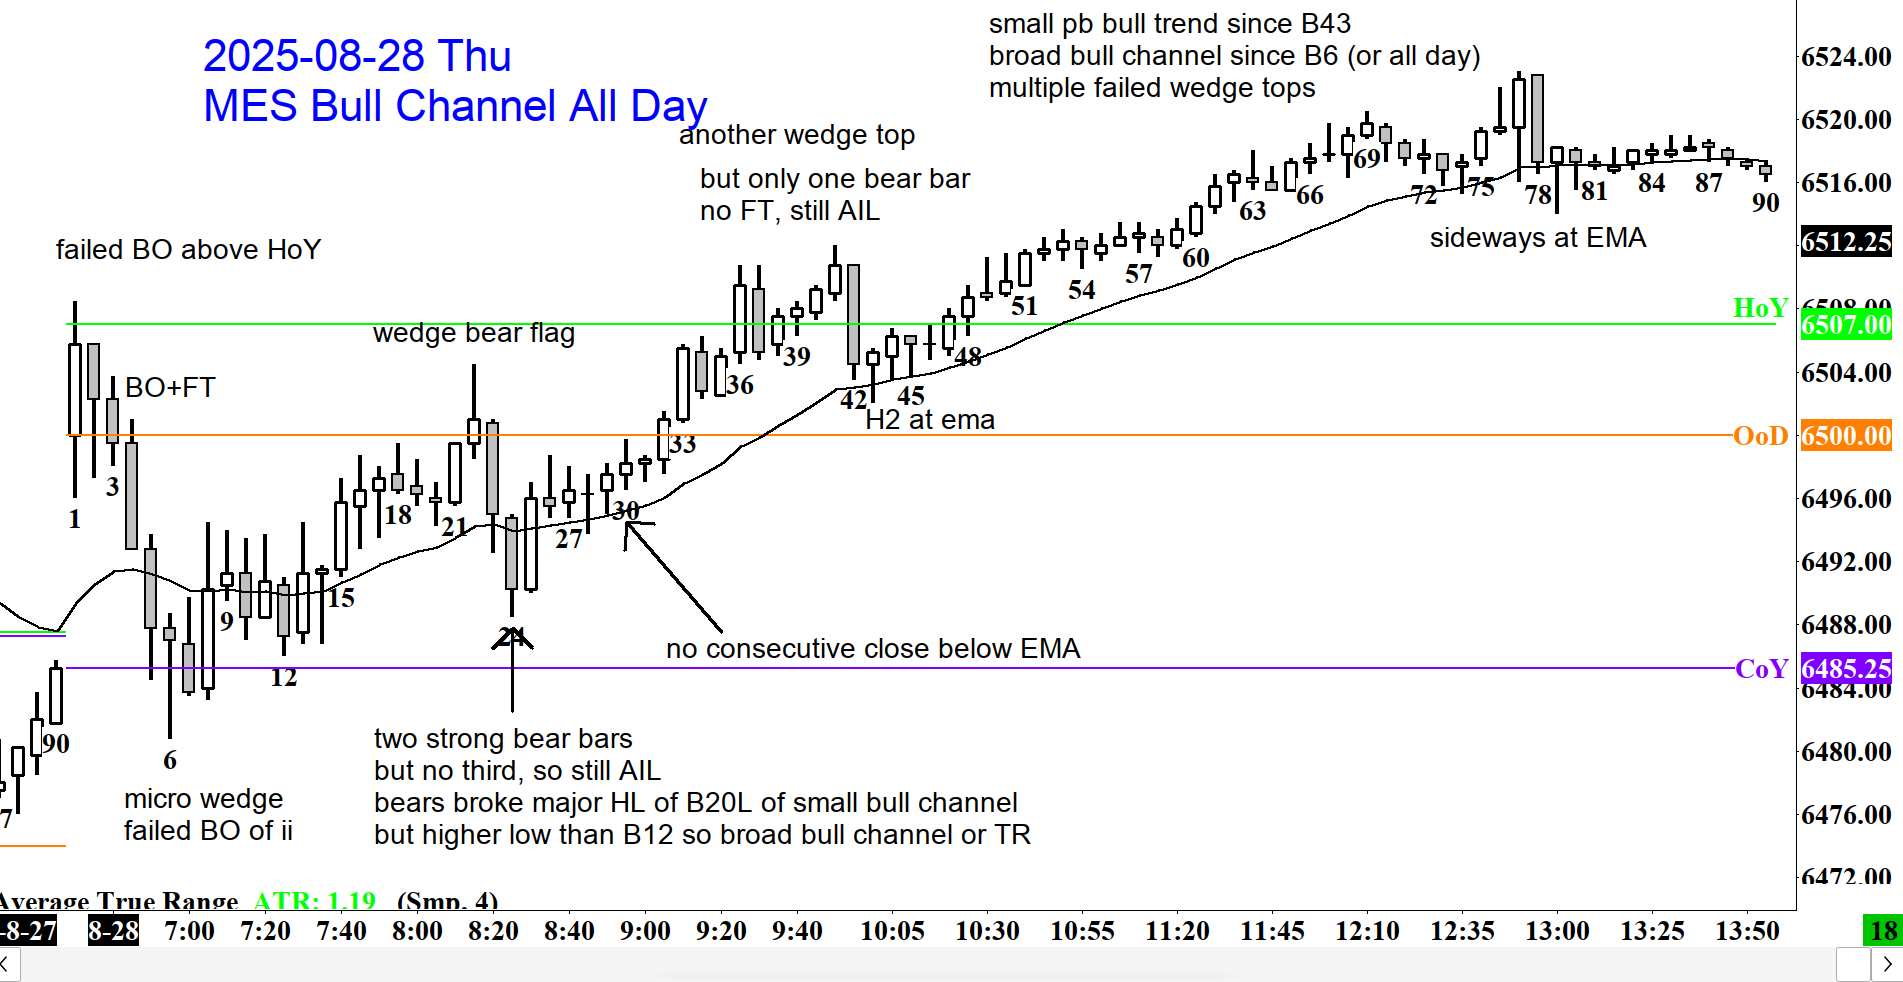 2025-08-28 Thu
MES Bull Channel All Day
small pb bull trend since B43
broad bull channel since B6 (or all day)
multiple failed wedge tops
another wedge top
but only one bear bar
no FT, still AIL
failed BO above HoY
BO+FT
wedge bear flag
H2 at ema
sideways at EMA
no consecutive close below EMA
micro wedge
failed BO of ii
two strong bear bars
but no third, so still AIL
bears broke major HL of B20L of small bull channel
but higher low than B12 so broad bull channel or TR
7
90
1
3
6
9
12
15
18
21
24
27
30
33
36
39
42
45
48
51
54
57
60
63
66
69
72
75
78
81
84
87
90
HoY
OoD
CoY
6524.00
6520.00
6516.00
6512.25
6508.00
6507.00
6504.00
6500.00
6496.00
6492.00
6488.00
6485.25
6484.00
6480.00
6476.00
6472.00
Average True Range ATR: 1.19 (Smp, 4)
-8-27 8-28 7:00 7:20 7:40 8:00 8:20 8:40 9:00 9:20 9:40 10:05 10:30 10:55 11:20 11:45 12:10 12:35 13:00 13:25 13:50 18